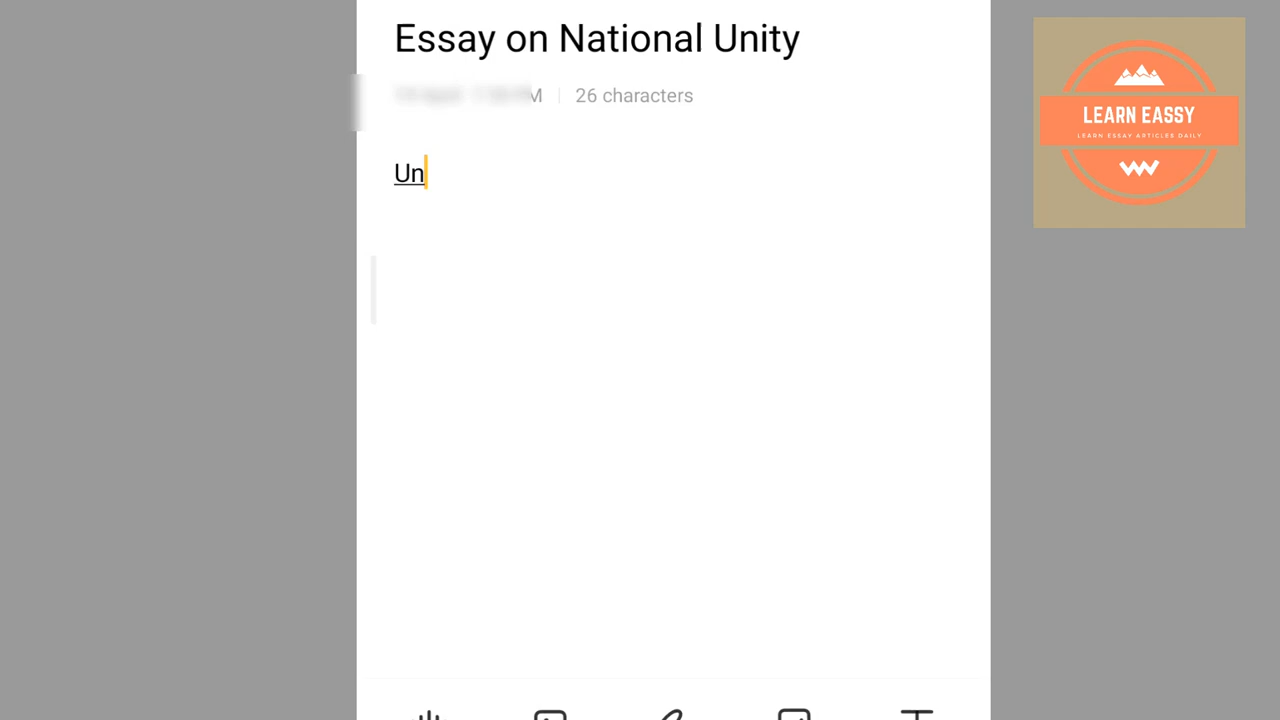 Essay on National Unity
M 26 characters
Un
LEARN EASSY
LEARN ESSAY ARTICLES DAILY